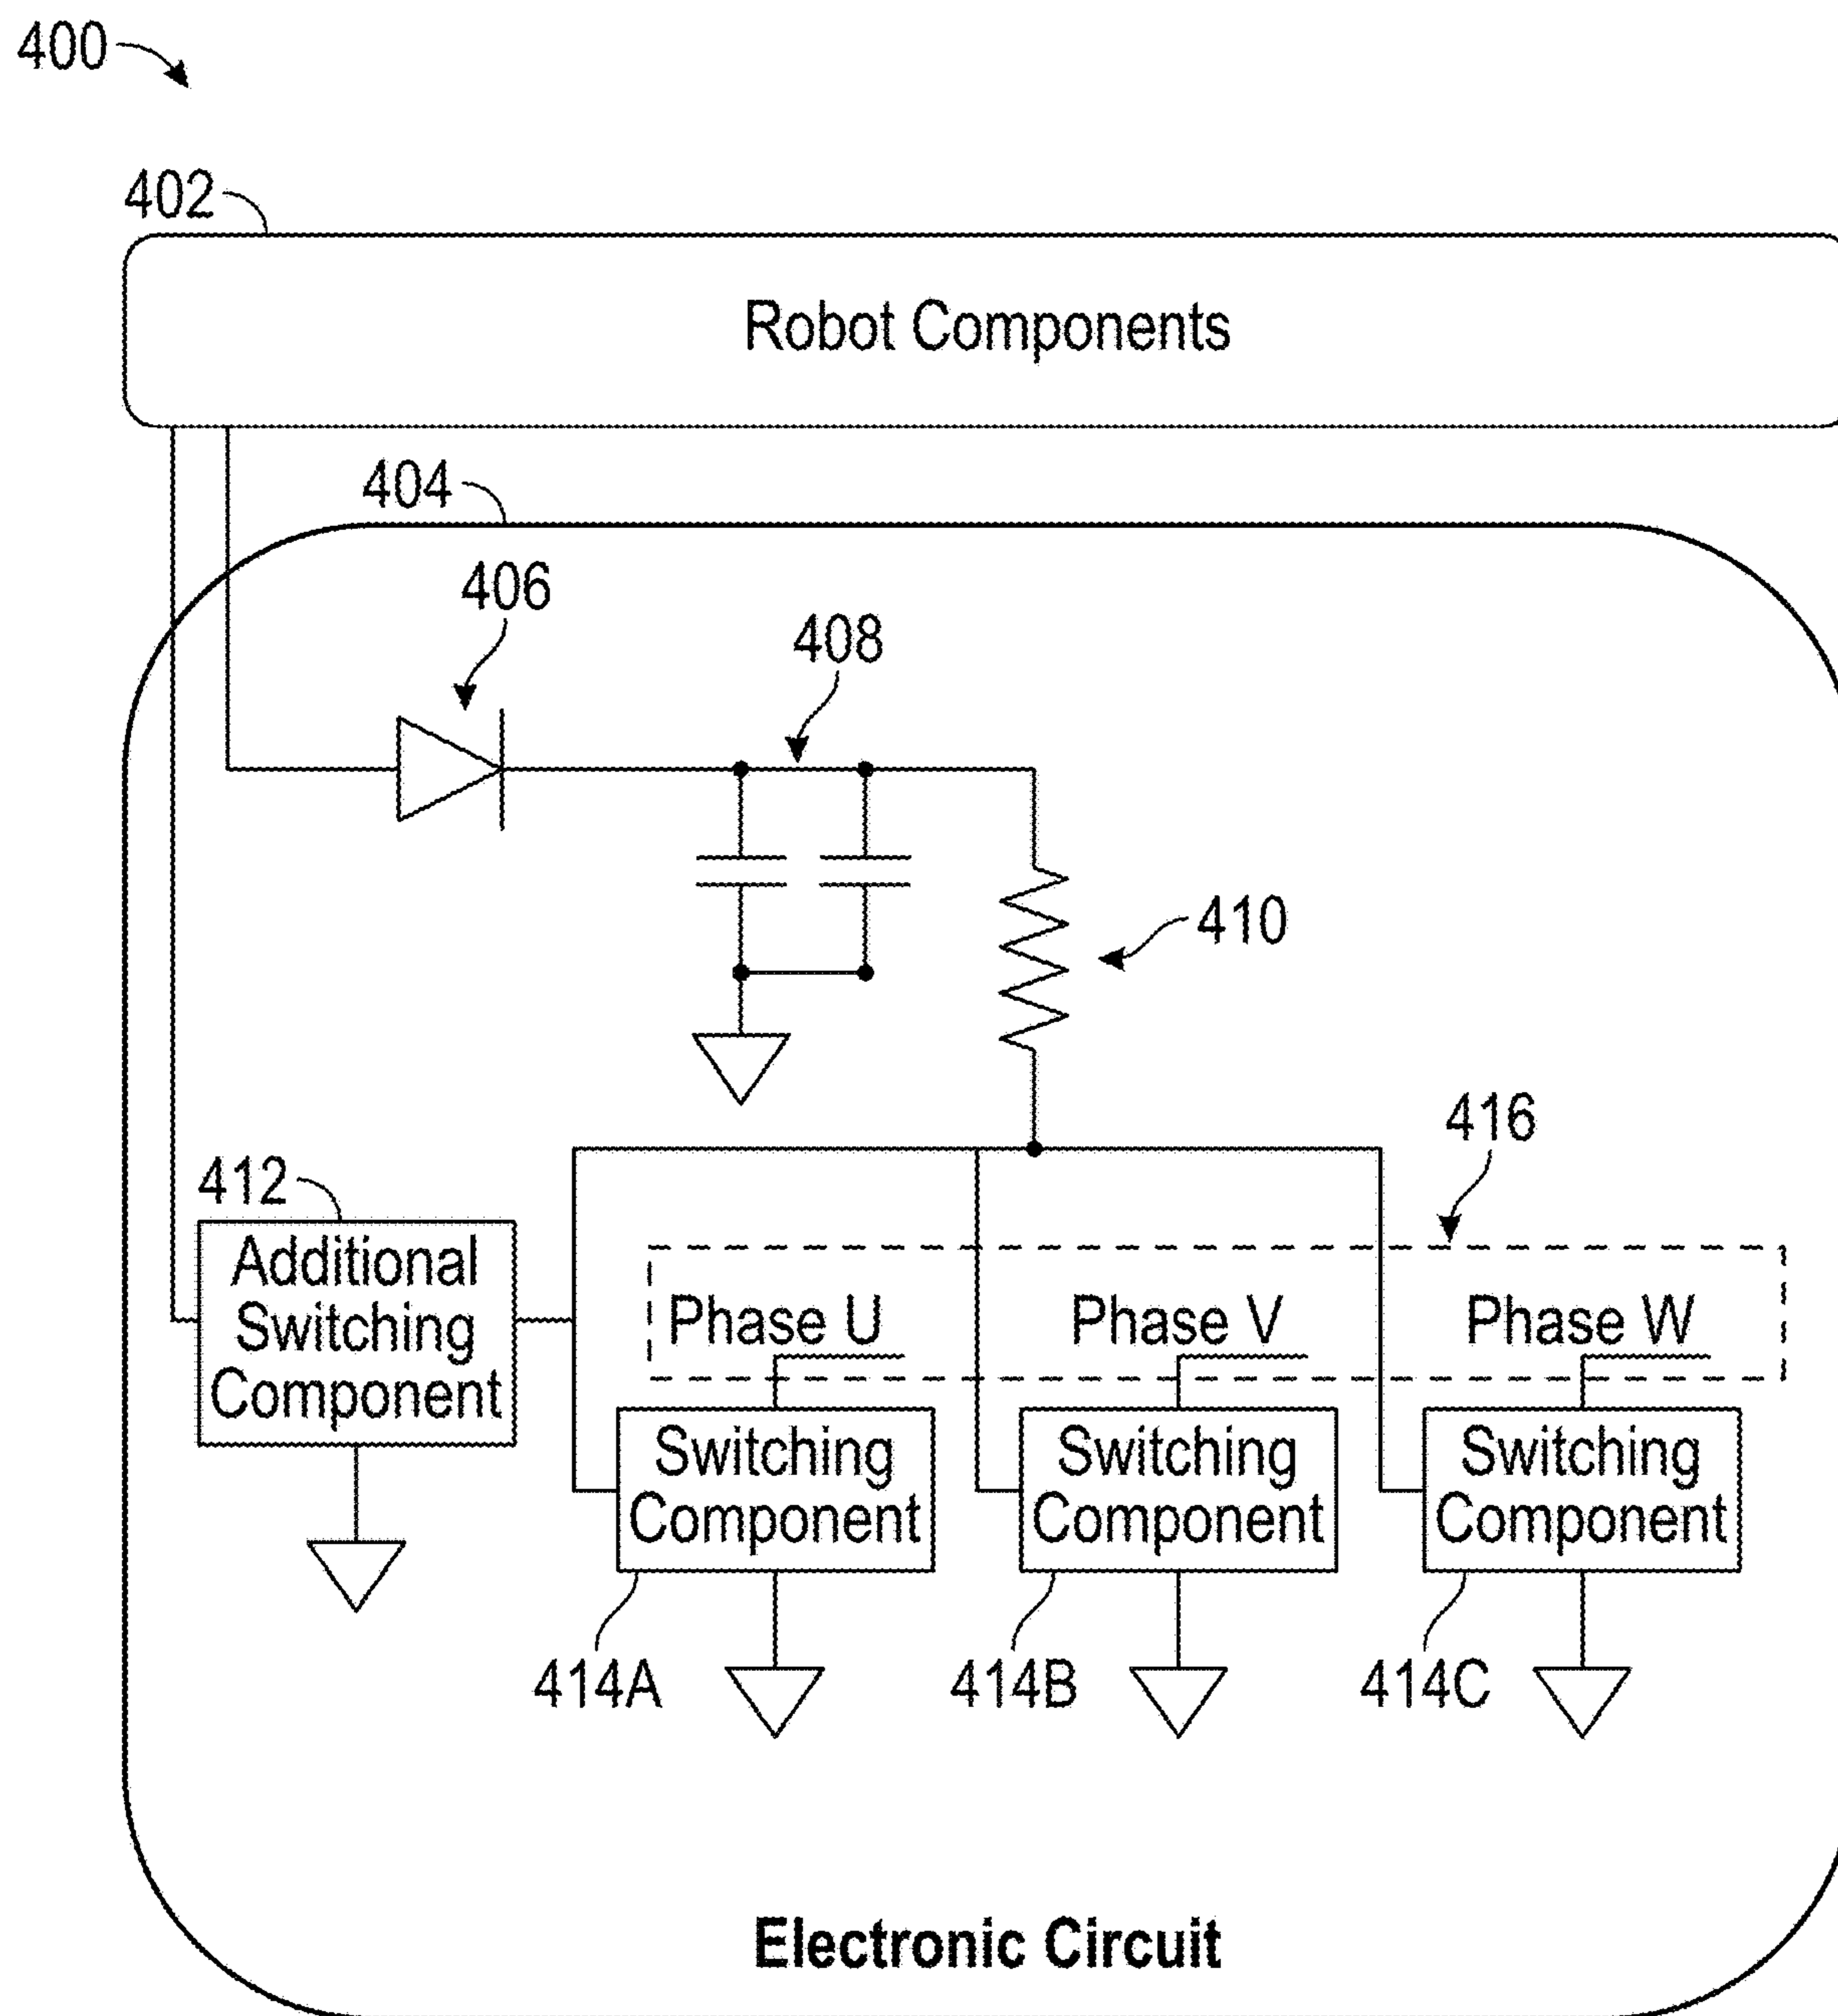 400
402
Robot Components
404
406
408
410
416
412
Additional
Switching
Component
Phase U
Phase V
Phase W
Switching
Component
Switching
Component
Switching
Component
414A
414B
414C
Electronic Circuit